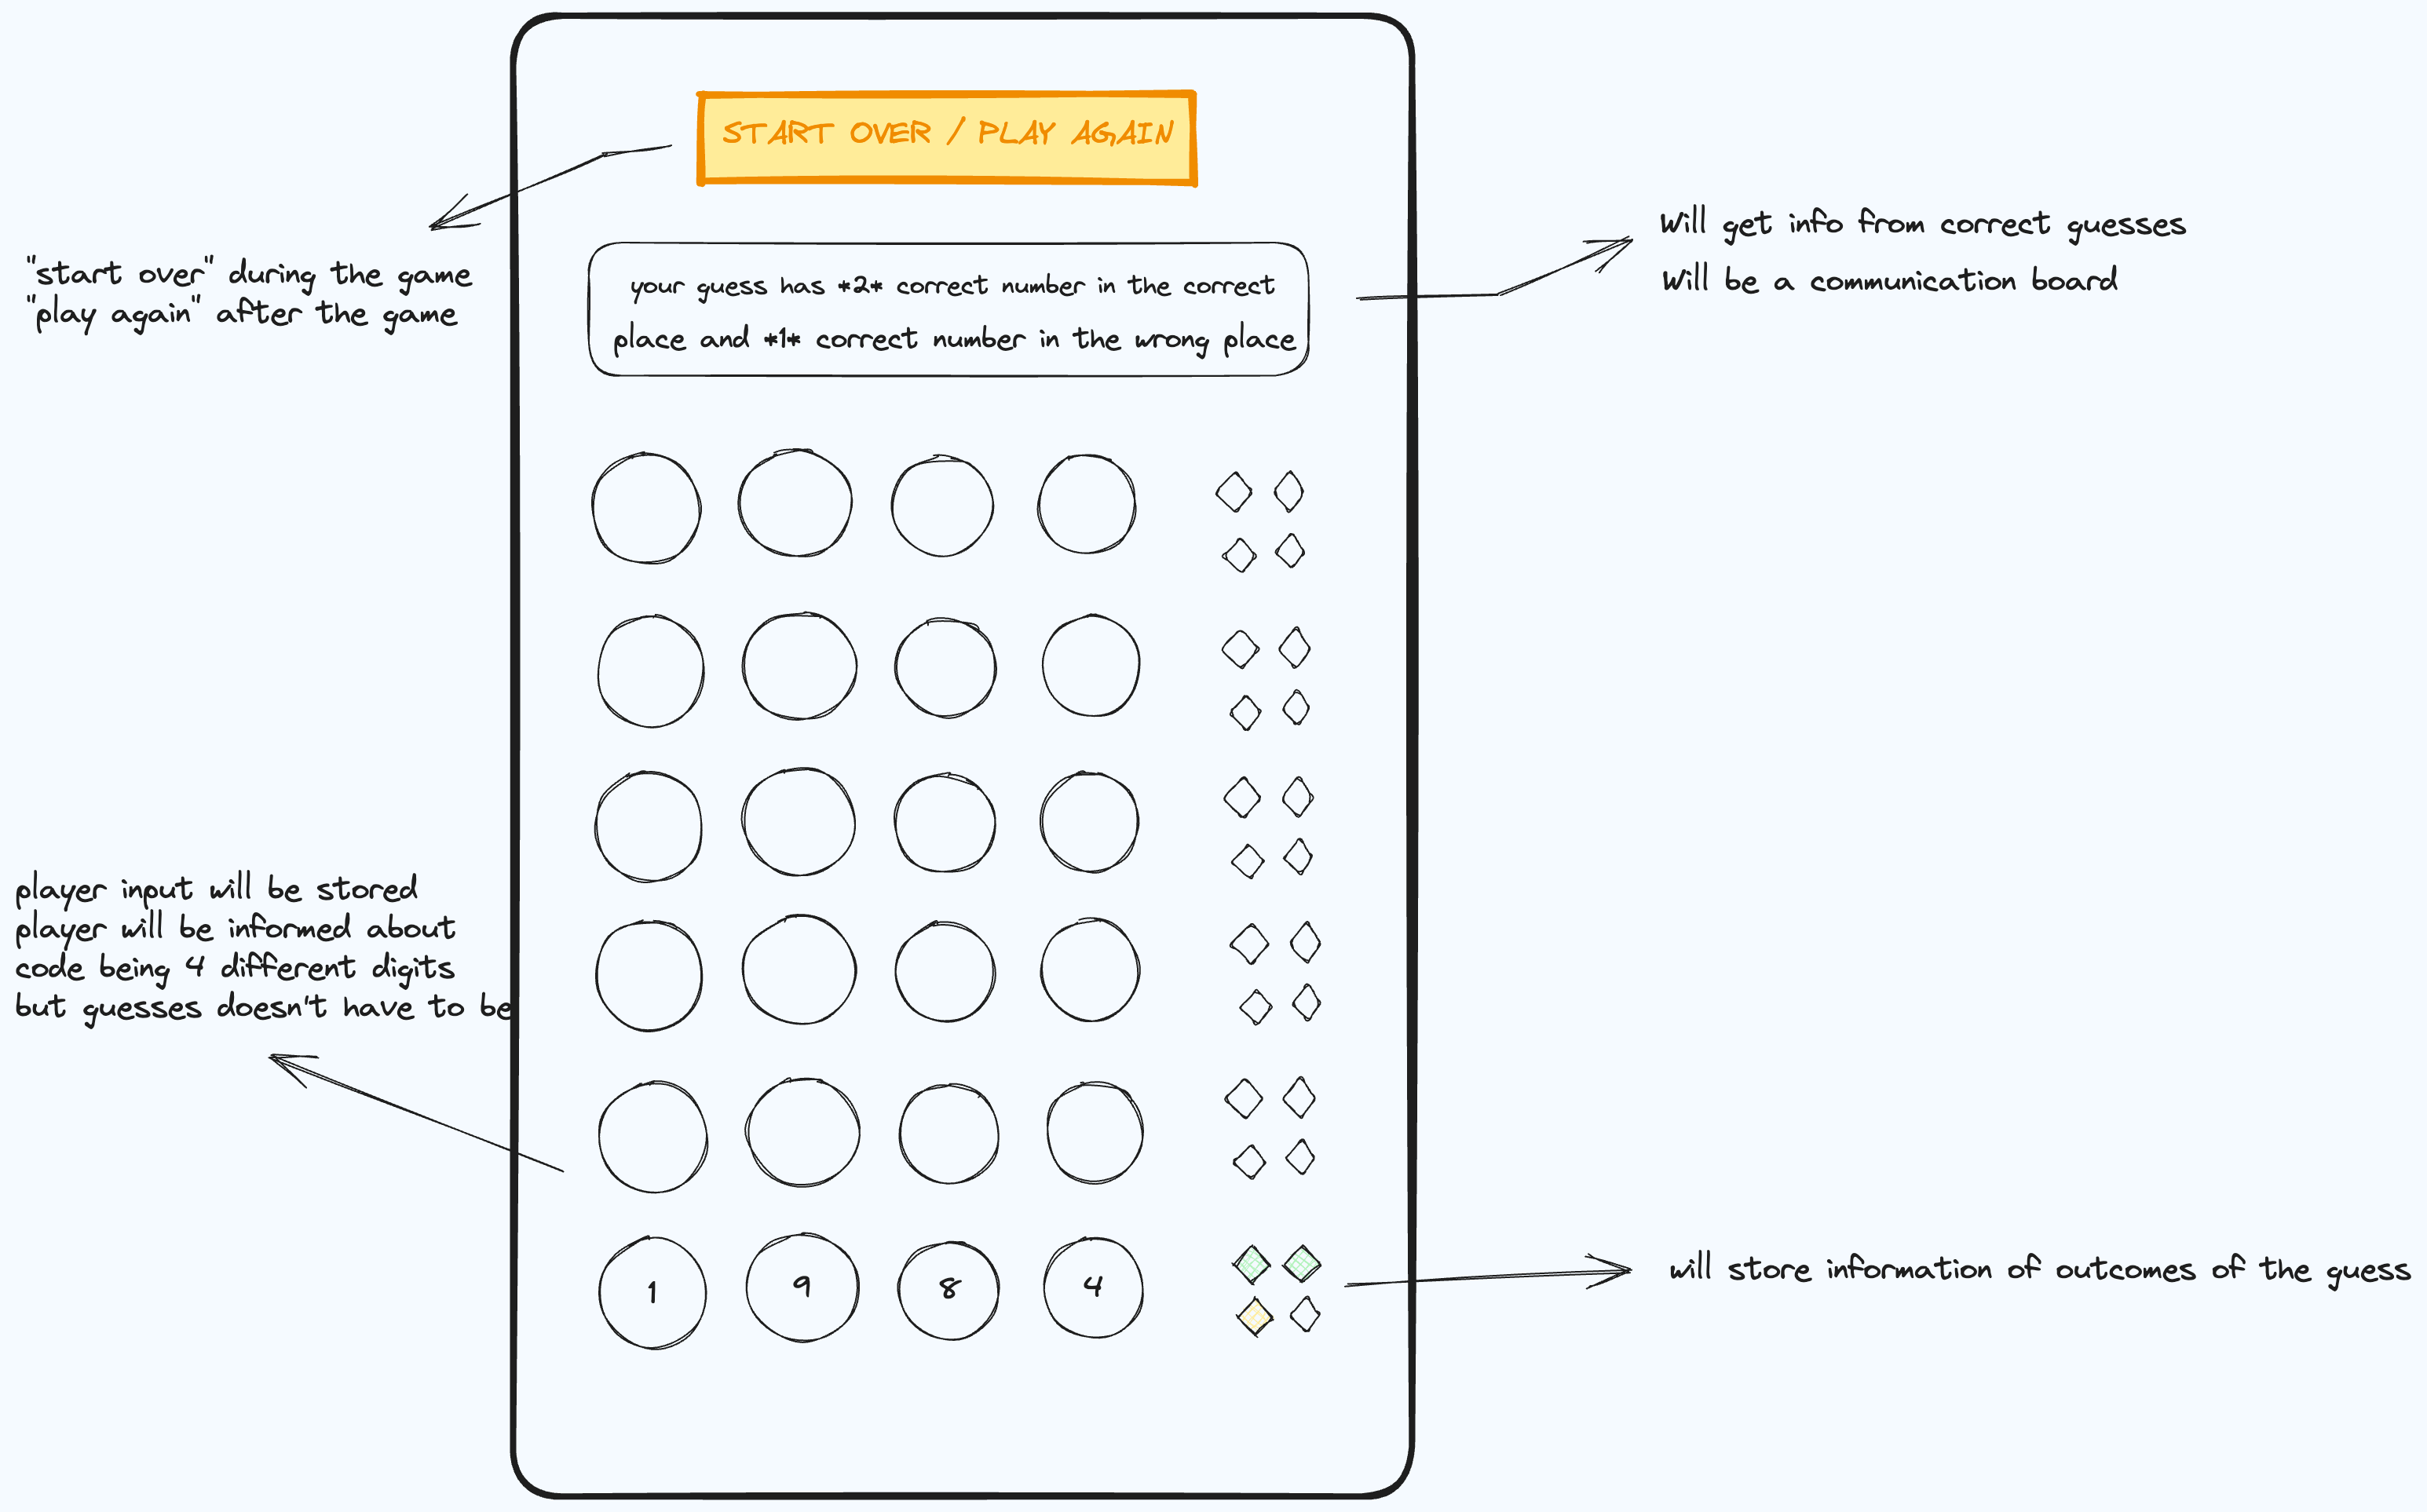 START OVER / PLAY AGAIN
"start over" during the game
"play again" after the game
your guess has *2* correct number in the correct
place and *1* correct number in the wrong place
Will get info from correct guesses
Will be a communication board
player input will be stored
player will be informed about
code being 4 different digits
but guesses doesn't have to be
1 9 8 4
will store information of outcomes of the guess